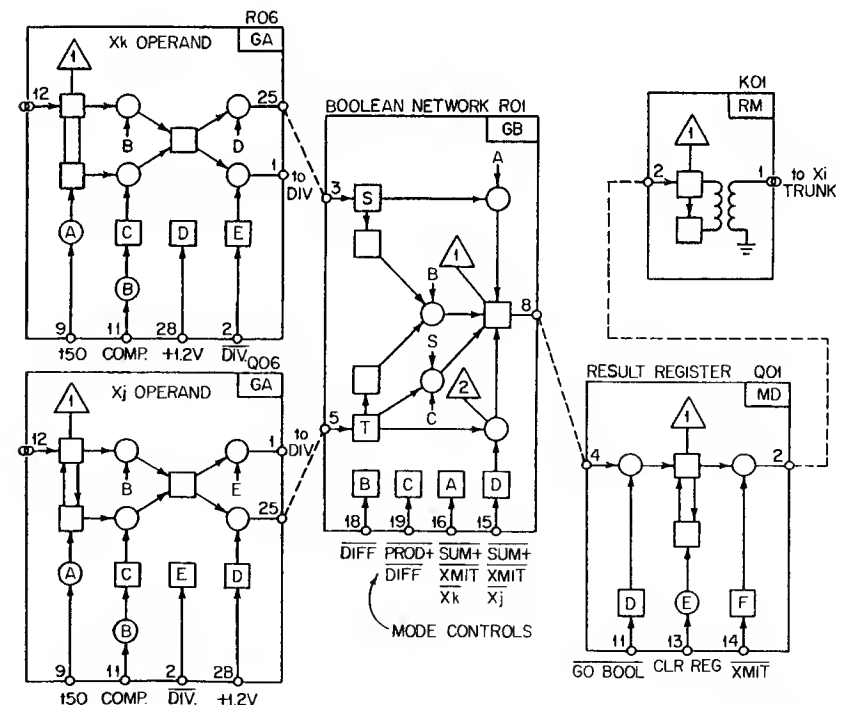 R06
Xk OPERAND
GA
1
12
25
B
D
1
to
DIV
A
C
D
E
B
9
11
28
2
t50
COMP.
+1.2V
DIV.
Q06
Xj OPERAND
GA
1
12
1
to
DIV
B
E
25
A
C
E
D
B
9
11
2
28
t50
COMP.
DIV.
+1.2V
BOOLEAN NETWORK R01
GB
A
3
S
B
1
8
S
2
5
T
C
B
C
A
D
18
19
16
15
DIFF
PROD+
DIFF
SUM+
XMIT
Xk
SUM+
XMIT
Xj
MODE CONTROLS
K01
RM
1
2
1
to Xi
TRUNK
RESULT REGISTER
Q01
MD
1
4
2
D
E
F
11
13
14
GO BOOL
CLR REG
XMIT